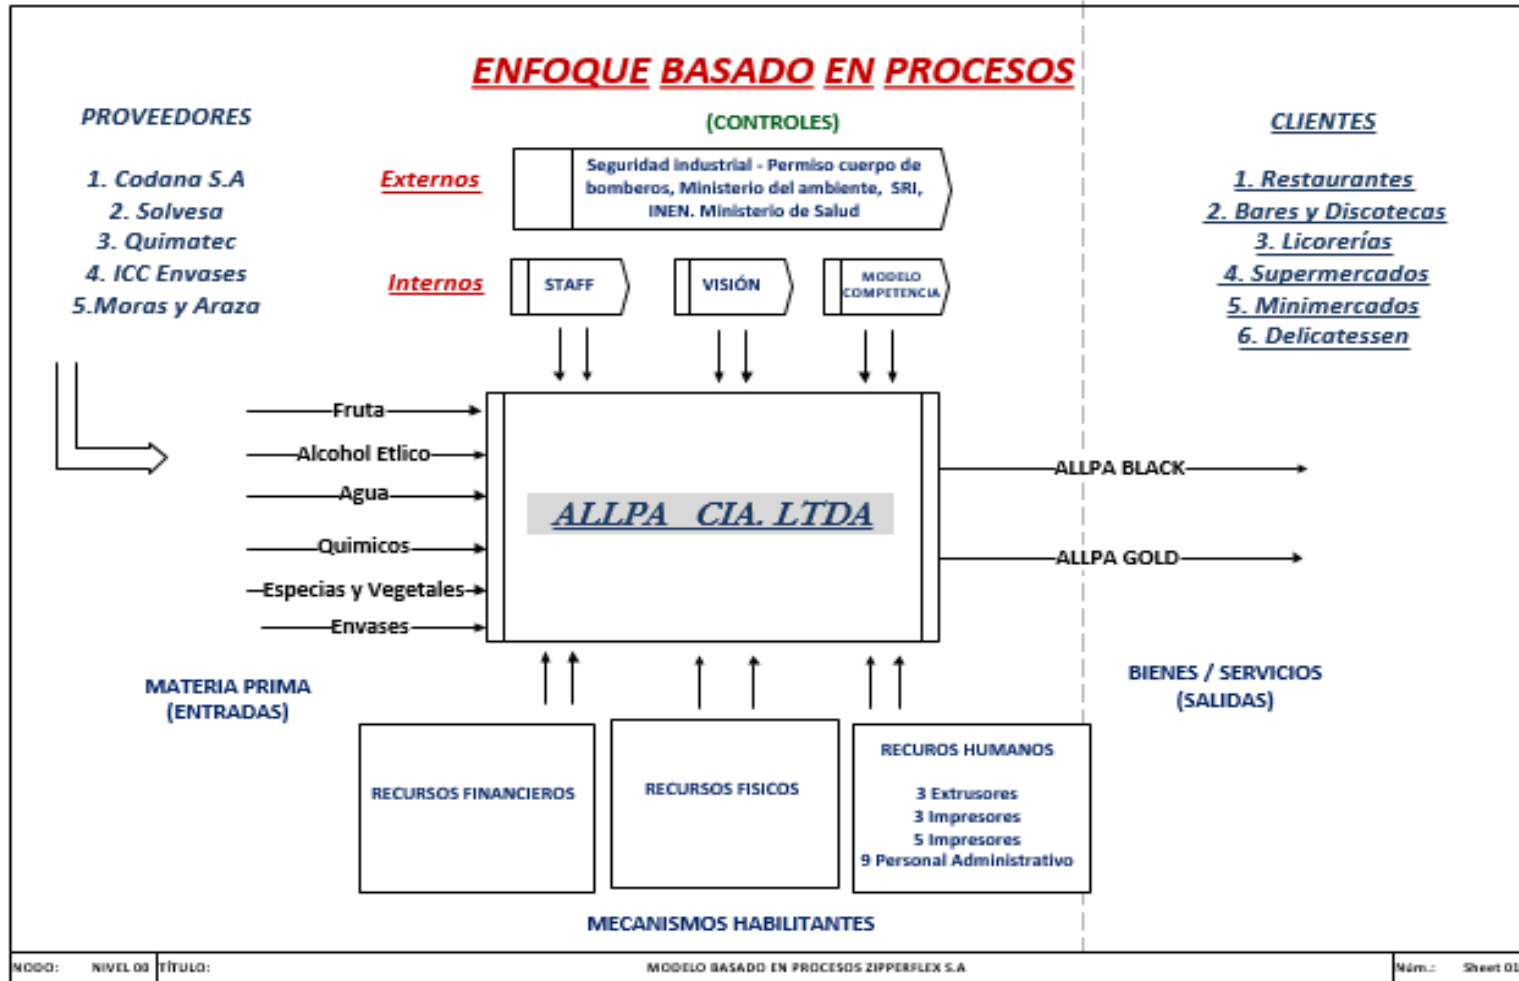 ENFOQUE BASADO EN PROCESOS
PROVEEDORES
1. Codana S.A
2. Solvesa
3. Quimatec
4. ICC Envases
5.Moras y Araza
(CONTROLES)
Externos
Seguridad industrial - Permiso cuerpo de
bomberos, Ministerio del ambiente, SRI,
INEN. Ministerio de Salud
Internos
STAFF
VISIÓN
MODELO
COMPETENCIA
CLIENTES
1. Restaurantes
2. Bares y Discotecas
3. Licorerías
4. Supermercados
5. Minimercados
6. Delicatessen
Fruta
Alcohol Etlico
Agua
Quimicos
Especias y Vegetales
Envases
ALLPA CIA. LTDA
ALLPA BLACK
ALLPA GOLD
MATERIA PRIMA
(ENTRADAS)
BIENES / SERVICIOS
(SALIDAS)
RECURSOS FINANCIEROS
RECURSOS FISICOS
RECUROS HUMANOS
3 Extrusores
3 Impresores
5 Impresores
9 Personal Administrativo
MECANISMOS HABILITANTES
NODO: NIVEL 00 TÍTULO: MODELO BASADO EN PROCESOS ZIPPERFLEX S.A Núm.: Sheet 01